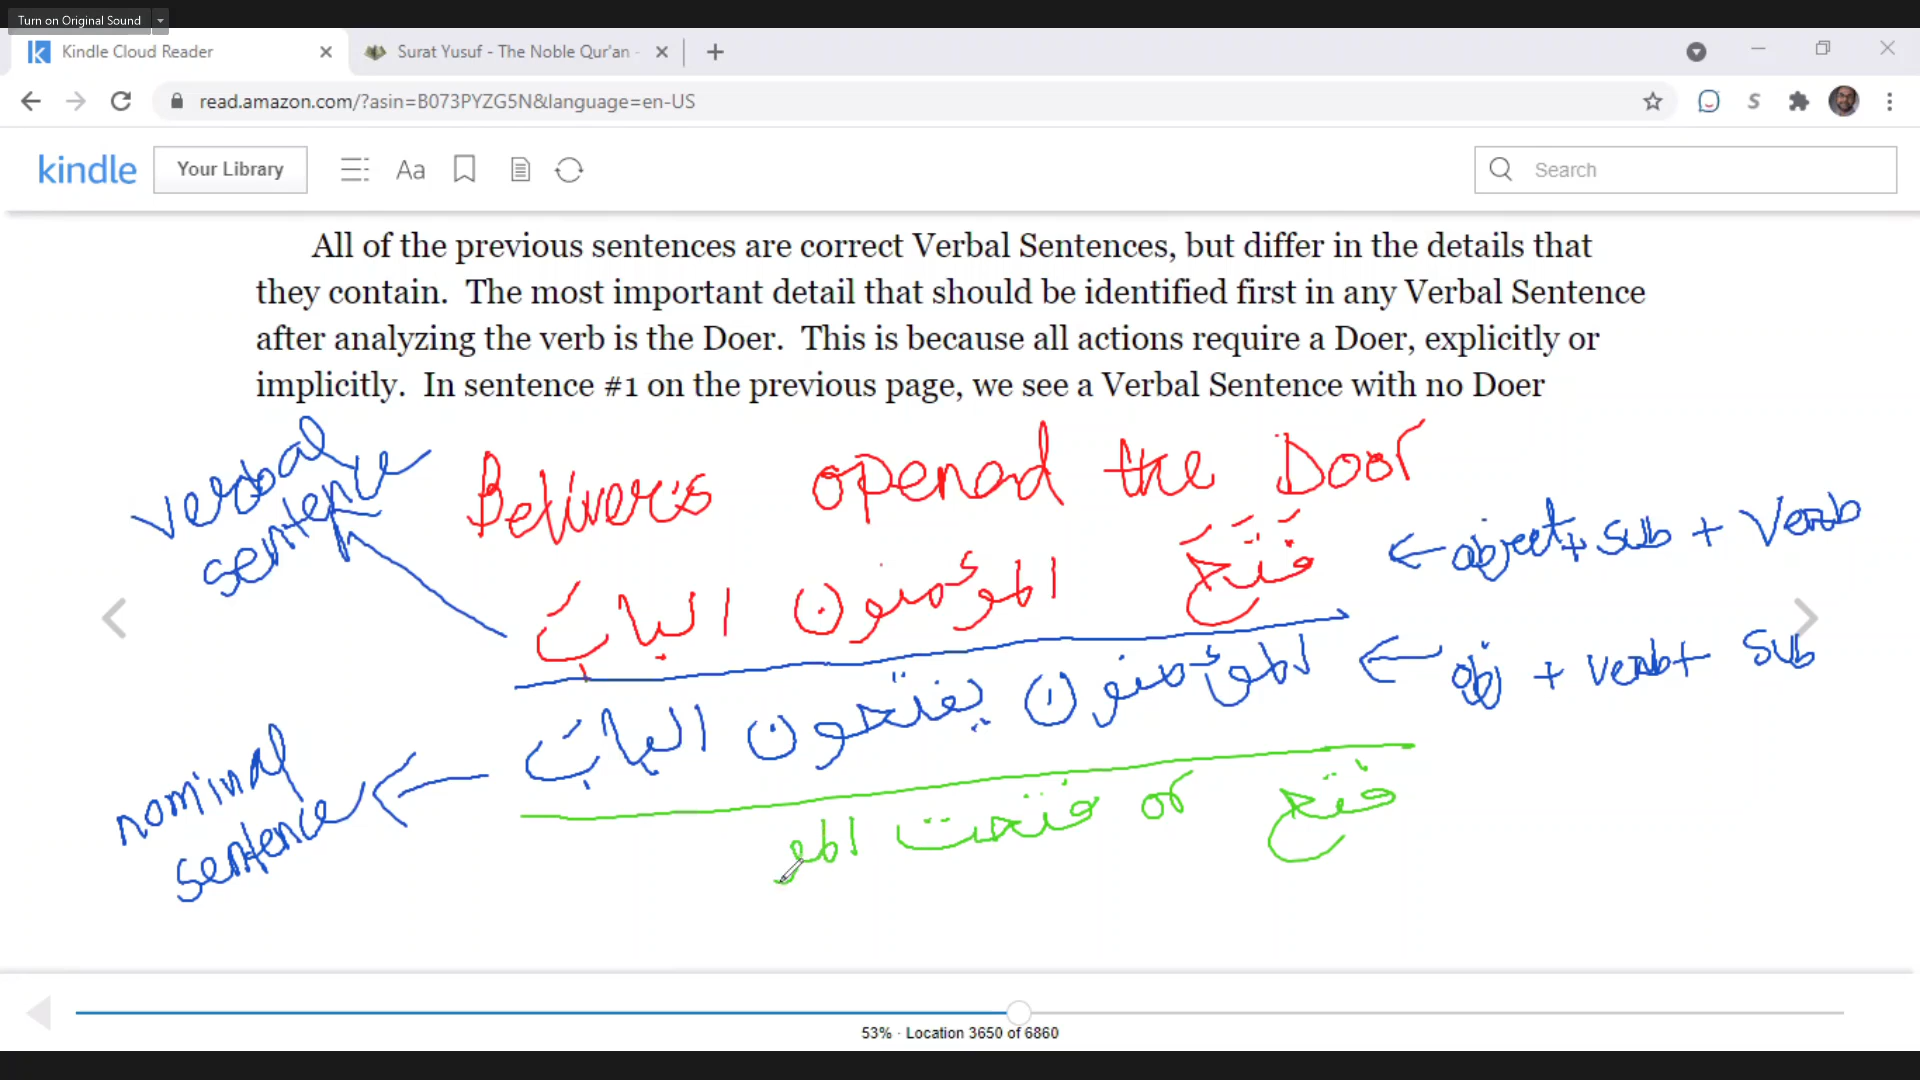 Turn on Original Sound
Kindle Cloud Reader
Surat Yusuf - The Noble Qur'an -
read.amazon.com/?asin=B073PYZG5N&language=en-US
kindle Your Library Aa Search
All of the previous sentences are correct Verbal Sentences, but differ in the details that
they contain. The most important detail that should be identified first in any Verbal Sentence
after analyzing the verb is the Doer. This is because all actions require a Doer, explicitly or
implicitly. In sentence #1 on the previous page, we see a Verbal Sentence with no Doer
verbal
sentence
Belivers opened the Door
فَتَحَ المؤمنون البابَ
← object + sub + Verb
المؤمنون يفتحون البابَ
← obj + verb + sub
nominal
sentence
فتح or فتحت المو
53% · Location 3650 of 6860